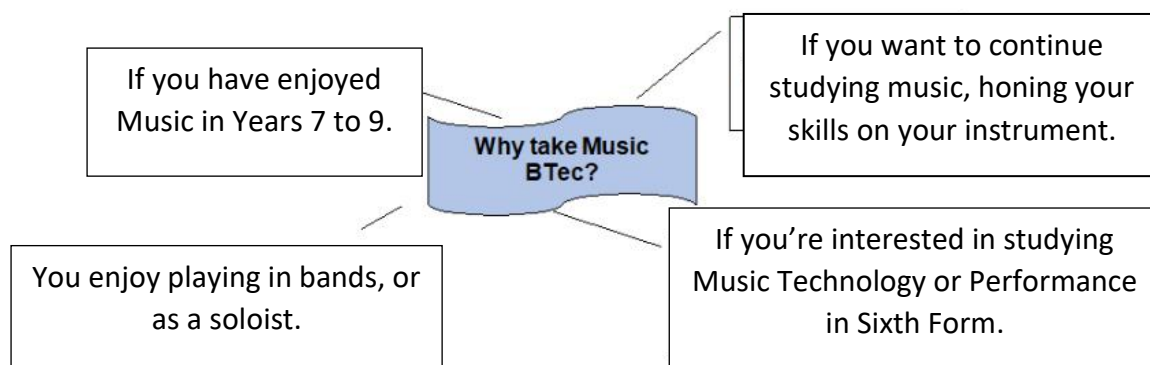 If you have enjoyed
Music in Years 7 to 9.
If you want to continue
studying music, honing your
skills on your instrument.
Why take Music
BTec?
You enjoy playing in bands, or
as a soloist.
If you’re interested in studying
Music Technology or Performance
in Sixth Form.